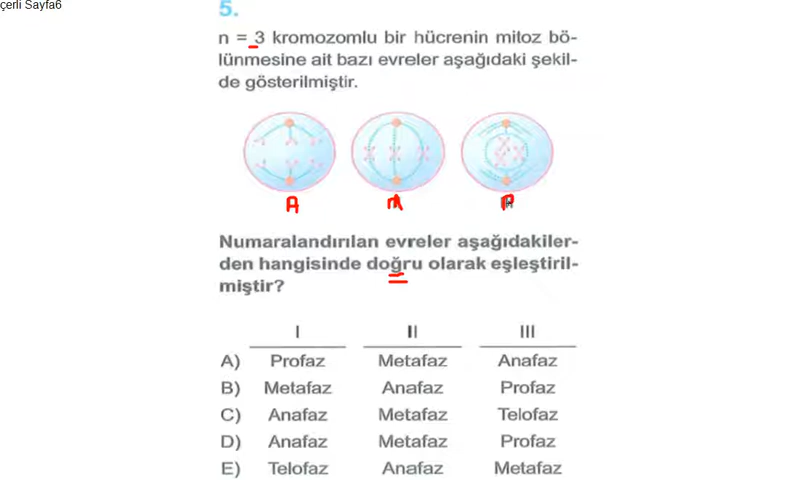 çerli Sayfa6
5.
n = 3 kromozomlu bir hücrenin mitoz bö-
lünmesine ait bazı evreler aşağıdaki şekil-
de gösterilmiştir.
A M P
Numaralandırılan evreler aşağıdakiler-
den hangisinde doğru olarak eşleştiril-
miştir?
I II III
A) Profaz Metafaz Anafaz
B) Metafaz Anafaz Profaz
C) Anafaz Metafaz Telofaz
D) Anafaz Metafaz Profaz
E) Telofaz Anafaz Metafaz